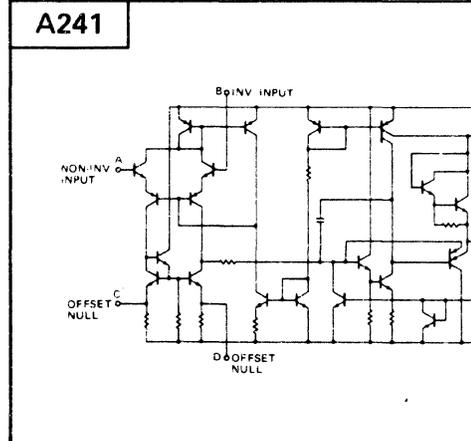 A241
B INV INPUT
A
NON-INV
INPUT
C
OFFSET
NULL
D OFFSET
NULL